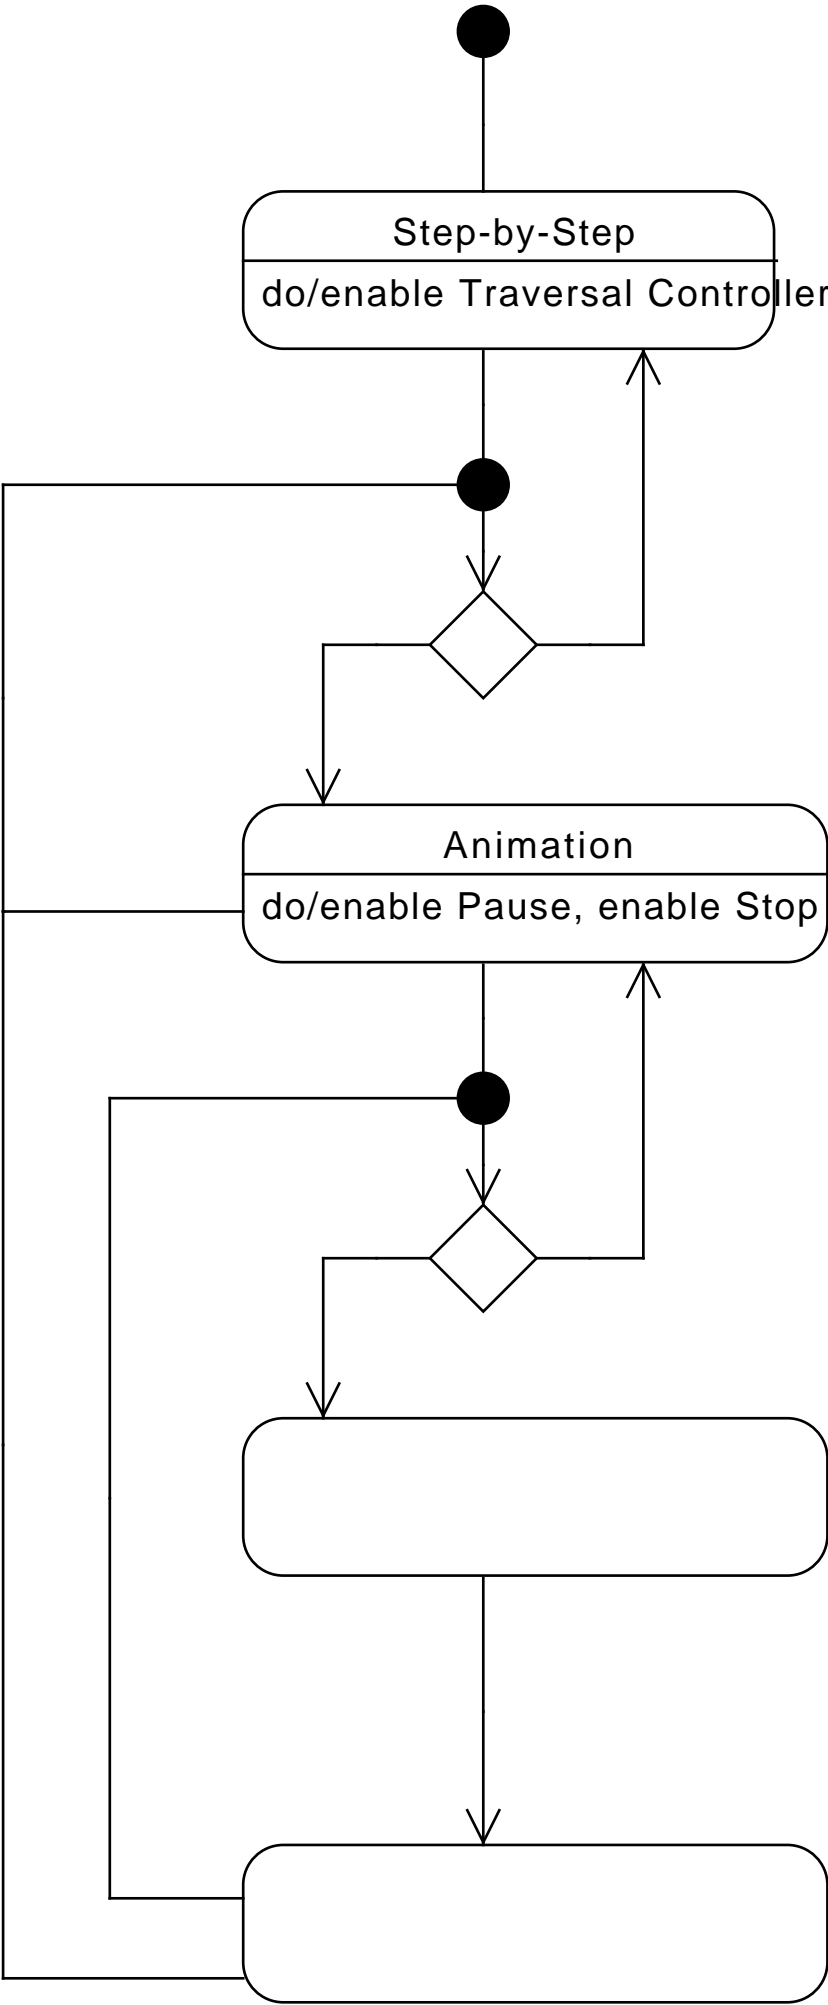 Step-by-Step
do/enable Traversal Controller
Animation
do/enable Pause, enable Stop